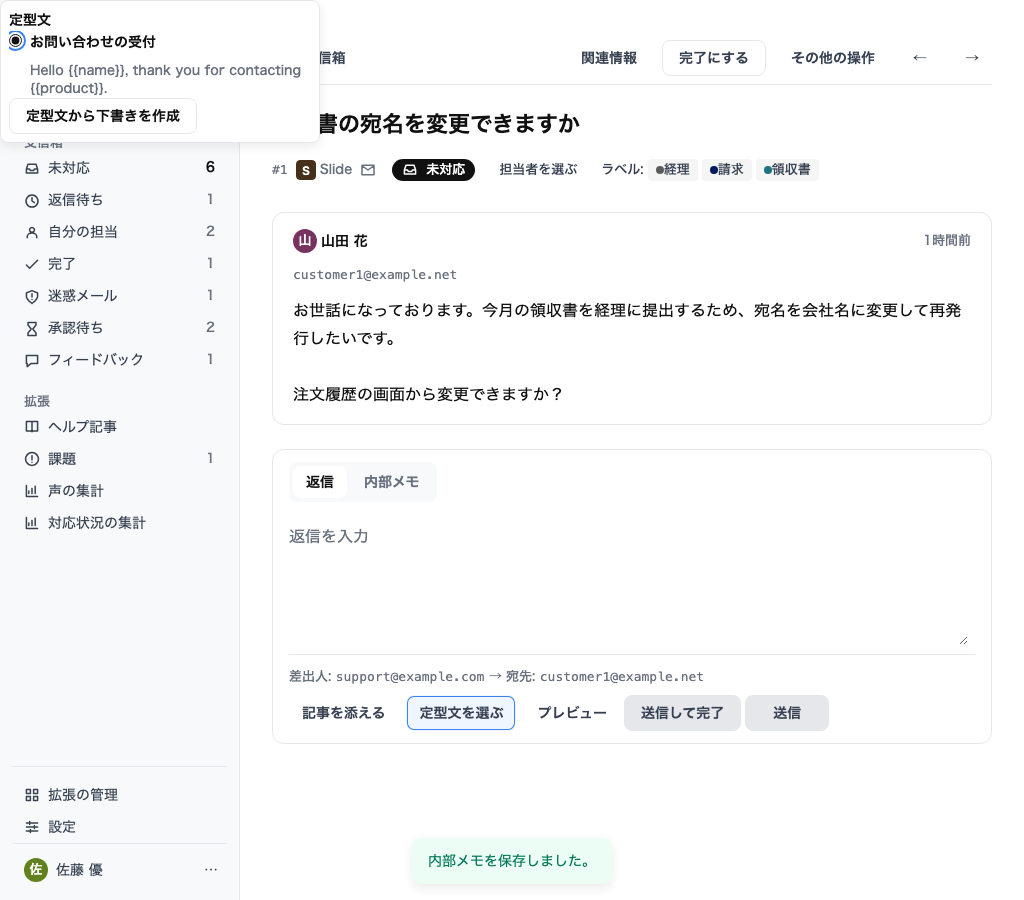 定型文
お問い合わせの受付
Hello {{name}}, thank you for contacting
{{product}}.
定型文から下書きを作成
受信箱
未対応 6
返信待ち 1
自分の担当 2
完了 1
迷惑メール 1
承認待ち 2
フィードバック 1
拡張
ヘルプ記事
課題 1
声の集計
対応状況の集計
拡張の管理
設定
佐 佐藤 優 ...
信箱 関連情報 完了にする その他の操作 ← →
書の宛名を変更できますか
#1 S Slide 未対応 担当者を選ぶ ラベル: 経理 請求 領収書
山 山田 花 1時間前
customer1@example.net
お世話になっております。今月の領収書を経理に提出するため、宛名を会社名に変更して再発
行したいです。
注文履歴の画面から変更できますか？
返信 内部メモ
返信を入力
差出人: support@example.com → 宛先: customer1@example.net
記事を添える 定型文を選ぶ プレビュー 送信して完了 送信
内部メモを保存しました。